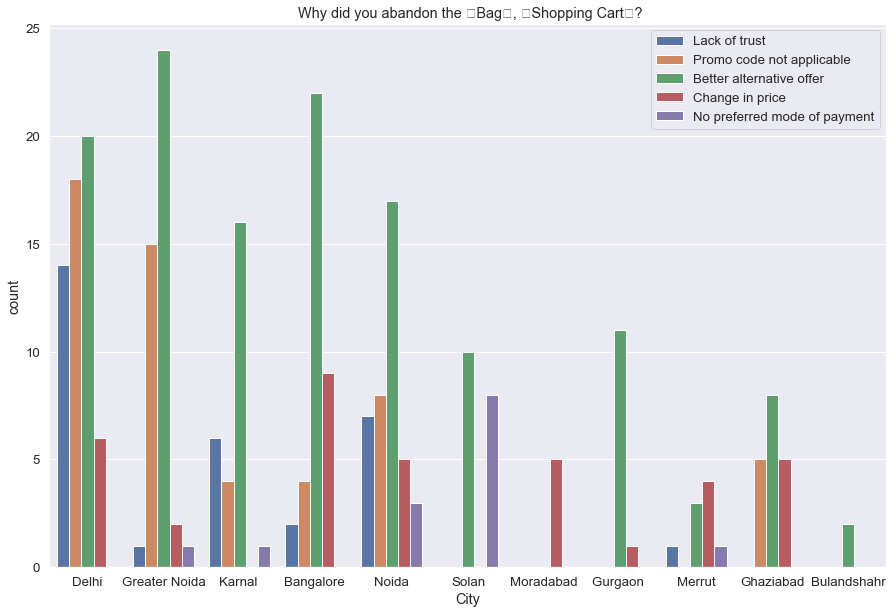 Why did you abandon the Bag, Shopping Cart?
Lack of trust
Promo code not applicable
Better alternative offer
Change in price
No preferred mode of payment
25
20
15
10
5
0
count
Delhi Greater Noida Karnal Bangalore Noida Solan Moradabad Gurgaon Merrut Ghaziabad Bulandshahr
City